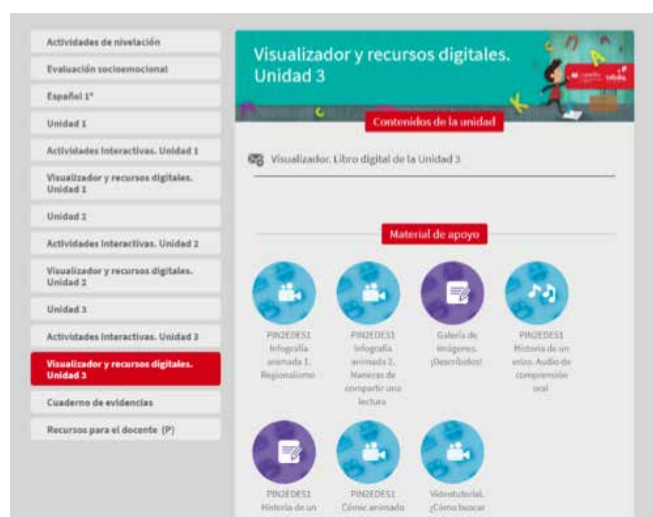 Actividades de nivelación
Evaluación socioemocional
Español 1°
Unidad 1
Actividades Interactivas. Unidad 1
Visualizador y recursos digitales.
Unidad 1
Unidad 2
Actividades Interactivas. Unidad 2
Visualizador y recursos digitales.
Unidad 2
Unidad 3
Actividades Interactivas. Unidad 3
Visualizador y recursos digitales.
Unidad 3
Cuaderno de evidencias
Recursos para el docente (P)
Visualizador y recursos digitales.
Unidad 3
Contenidos de la unidad
Visualizador. Libro digital de la Unidad 3
Material de apoyo
PIN2EDES1
Infografía
animada 1.
Regionalismo
PIN2EDES1
Infografía
animada 2.
Maneras de
compartir una
lectura
Galería de
imágenes.
¡Descríbelos!
PIN2EDES1
Historia de un
erizo. Audio de
comprensión
oral
PIN2EDES1
Historia de un
PIN2EDES1
Cómic animado
Videotutorial.
¿Cómo buscar